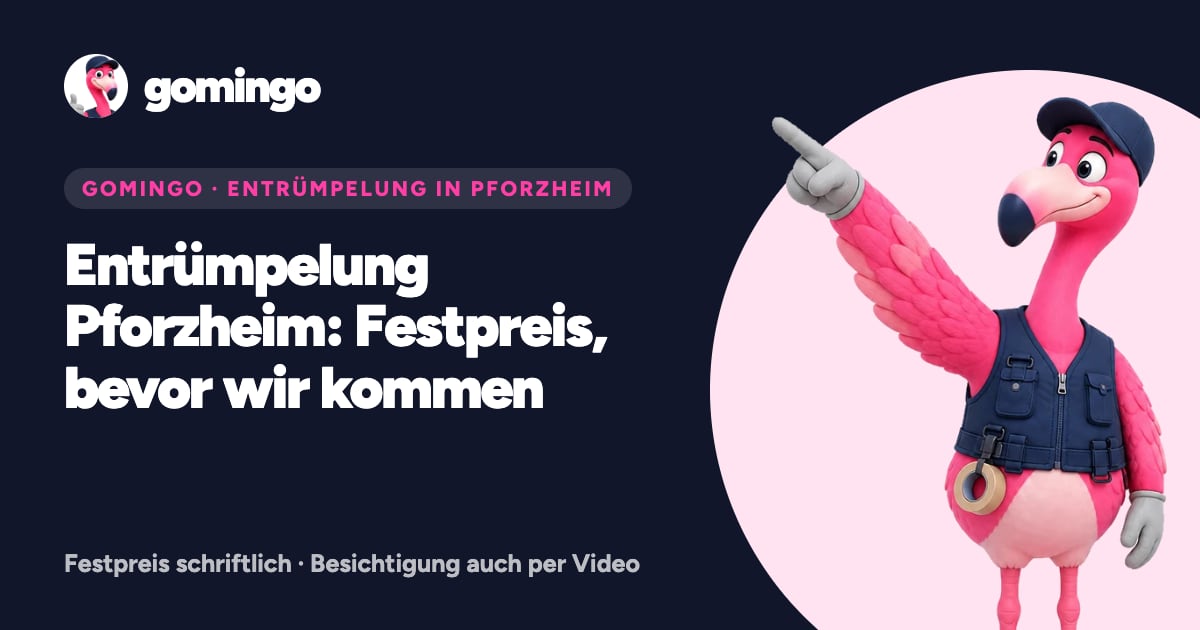 gomingo
GOMINGO · ENTRÜMPELUNG IN PFORZHEIM
Entrümpelung
Pforzheim: Festpreis,
bevor wir kommen
Festpreis schriftlich · Besichtigung auch per Video